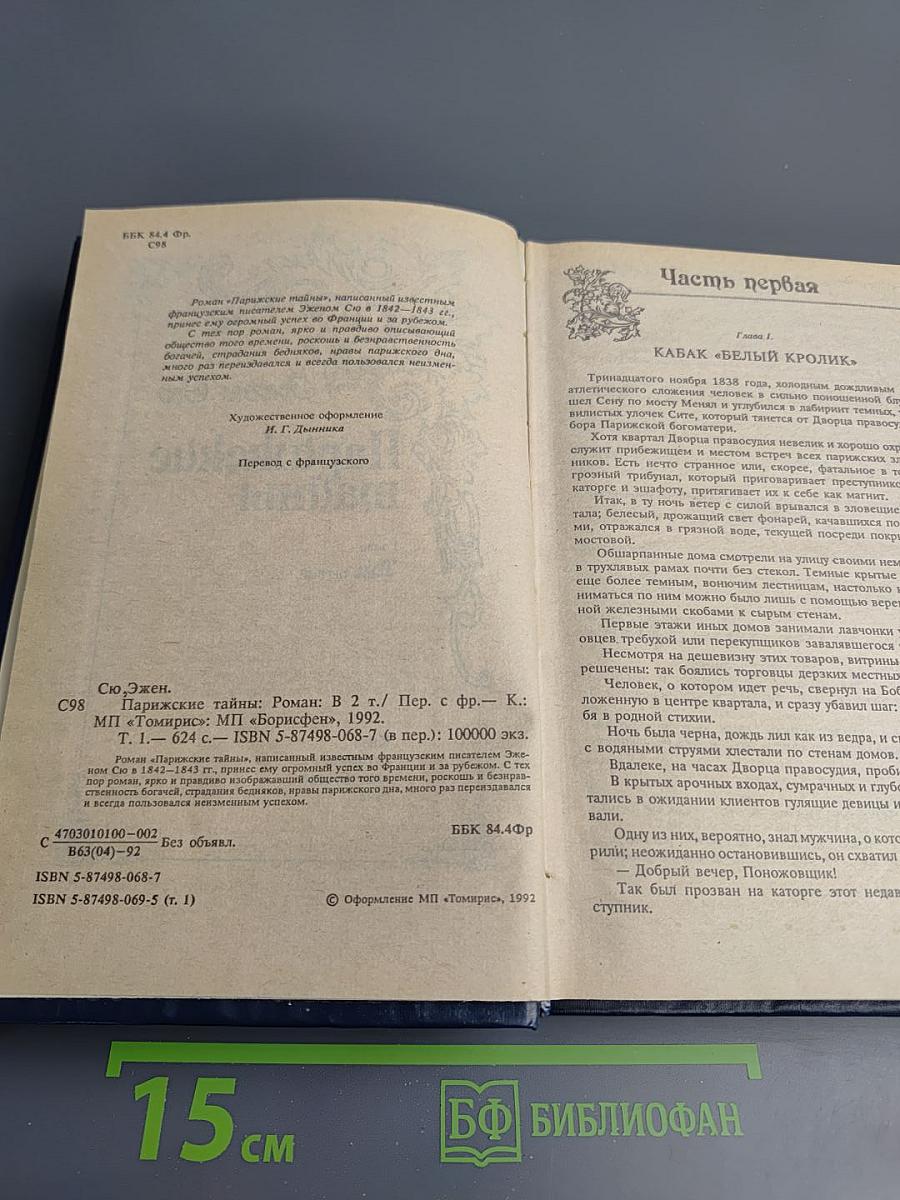 ББК 84.4 Фр.
С98
Роман «Парижские тайны», написанный известным
французским писателем Эженом Сю в 1842—1843 гг.,
принес ему огромный успех во Франции и за рубежом.
С тех пор роман, ярко и правдиво описывающий
общество того времени, роскошь и безнравственность
богачей, страдания бедняков, нравы парижского дна,
много раз переиздавался и всегда пользовался неизмен-
ным успехом.
Художественное оформление
И. Г. Дынника
Перевод с французского
Сю,Эжен.
С98 Парижские тайны: Роман: В 2 т./ Пер. с фр.— К.:
МП «Томирис»: МП «Борисфен», 1992.
Т. 1.— 624 с.— ISBN 5-87498-068-7 (в пер.): 100000 экз.
Роман «Парижские тайны», написанный известным французским писателем Эже-
ном Сю в 1842—1843 гг., принес ему огромный успех во Франции и за рубежом. С тех
пор роман, ярко и правдиво изображавший общество того времени, роскошь и безнрав-
ственность богачей, страдания бедняков, нравы парижского дна, много раз переиздавался
и всегда пользовался неизменным успехом.
С 4703010100—002 Без объявл.
В63(04)—92
ББК 84.4Фр
ISBN 5-87498-068-7
ISBN 5-87498-069-5 (т. 1)
© Оформление МП «Томирис», 1992
Часть первая
Глава I.
КАБАК «БЕЛЫЙ КРОЛИК»
Тринадцатого ноября 1838 года, холодным дождливым
атлетического сложения человек в сильно поношенной блу
шел Сену по мосту Менял и углубился в лабиринт темных,
вилистых улочек Сите, который тянется от Дворца правосу
бора Парижской богоматери.
Хотя квартал Дворца правосудия невелик и хорошо охр
служит прибежищем и местом встреч всех парижских зл
ников. Есть нечто странное или, скорее, фатальное в то
грозный трибунал, который приговаривает преступнико
каторге и эшафоту, притягивает их к себе как магнит.
Итак, в ту ночь ветер с силой врывался в зловещие
тала; белесый, дрожащий свет фонарей, качавшихся по
ми, отражался в грязной воде, текущей посреди покры
мостовой.
Обшарпанные дома смотрели на улицу своими нем
в трухлявых рамах почти без стекол. Темные крытые
еще более темным, вонючим лестницам, настолько
ниматься по ним можно было лишь с помощью верев
ной железными скобами к сырым стенам.
Первые этажи иных домов занимали лавчонки
овцев требухой или перекупщиков завалявшегося
Несмотря на дешевизну этих товаров, витрины
решечены: так боялись торговцы дерзких местных
Человек, о котором идет речь, свернул на Боб
ложенную в центре квартала, и сразу убавил шаг:
бя в родной стихии.
Ночь была черна, дождь лил как из ведра, и с
с водяными струями хлестали по стенам домов.
Вдалеке, на часах Дворца правосудия, проби
В крытых арочных входах, сумрачных и глубо
тались в ожидании клиентов гулящие девицы и
вали.
Одну из них, вероятно, знал мужчина, о кото
рили; неожиданно остановившись, он схватил
— Добрый вечер, Поножовщик!
Так был прозван на каторге этот недав
ступник.
15 см
БФ БИБЛИОФАН